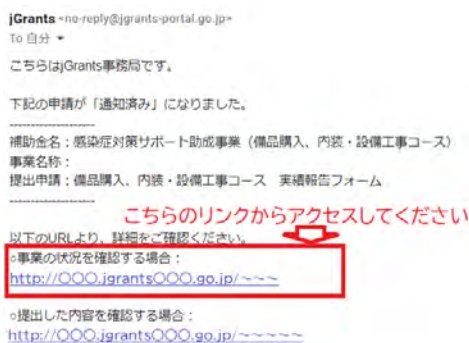 jGrants <no-reply@jgrants-portal.go.jp>
To 自分
こちらはjGrants事務局です。
下記の申請が「通知済み」になりました。
--------------------
補助金名：感染症対策サポート助成事業（備品購入、内装・設備工事コース）
事業名称：
提出申請：備品購入、内装・設備工事コース 実績報告フォーム
--------------------
こちらのリンクからアクセスしてください
以下のURLより、詳細をご確認ください。
○事業の状況を確認する場合：
http://〇〇〇.jgrants〇〇〇.go.jp/~~~
○提出した内容を確認する場合：
http://〇〇〇.jgrants〇〇〇.go.jp/~~~~~